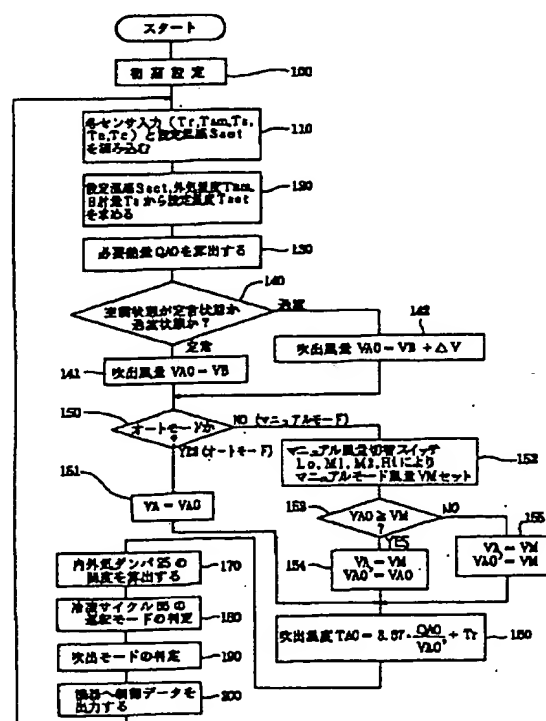 スタート
初期設定
100
各センサ入力(Tr,Tam,Ts,
Te,Tc)と設定温感Sset
を読み込む
110
設定温感Sset,外気温度Tam,
日射量Tsから設定温度Tset
を求める
120
必要熱量QAOを算出する
130
140
空調状態が定常状態か
過渡状態か?
過渡
定常
142
吹出風量 VAO=VB+△V
141
吹出風量 VAO=VB
150
オートモードか
?
NO (マニュアルモード)
YES (オートモード)
151
VA=VAO
マニュアル風量切替スイッチ
Lo,M1,M2,Hiにより
マニュアルモード風量VMセット
152
153
VAO≧VM
?
NO
YES
154
VA=VM
VAO'=VAO
155
VA=VM
VAO'=VM
内外気ダンパ25の
開度を算出する
170
冷凍サイクル55の
運転モードの判定
180
吹出モードの判定
190
機器へ制御データを
出力する
200
吹出温度 TAO=3.57·QAO/VAO'+Tr
160